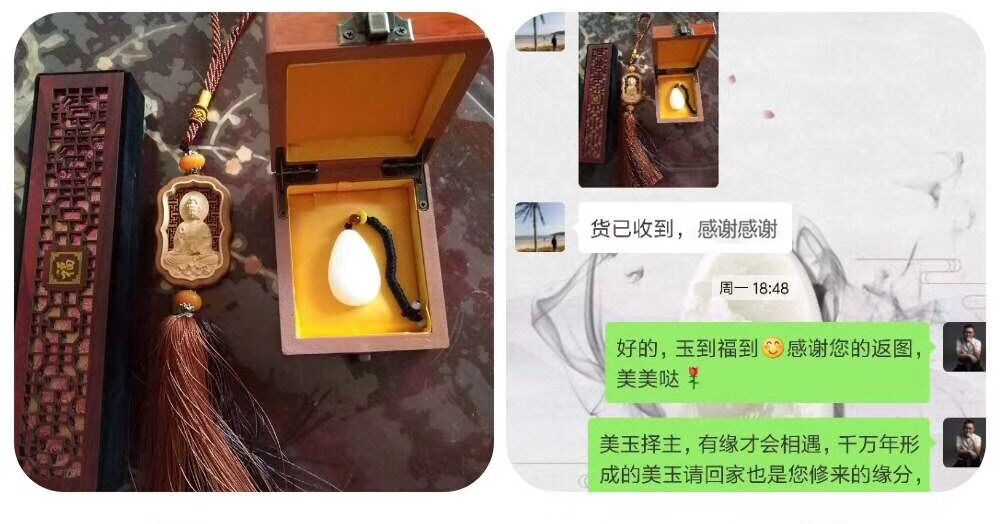 货已收到，感谢感谢
周一 18:48
好的，玉到福到😊感谢您的返图，
美美哒🌹
美玉择主，有缘才会相遇，千万年形
成的美玉请回家也是您修来的缘分，